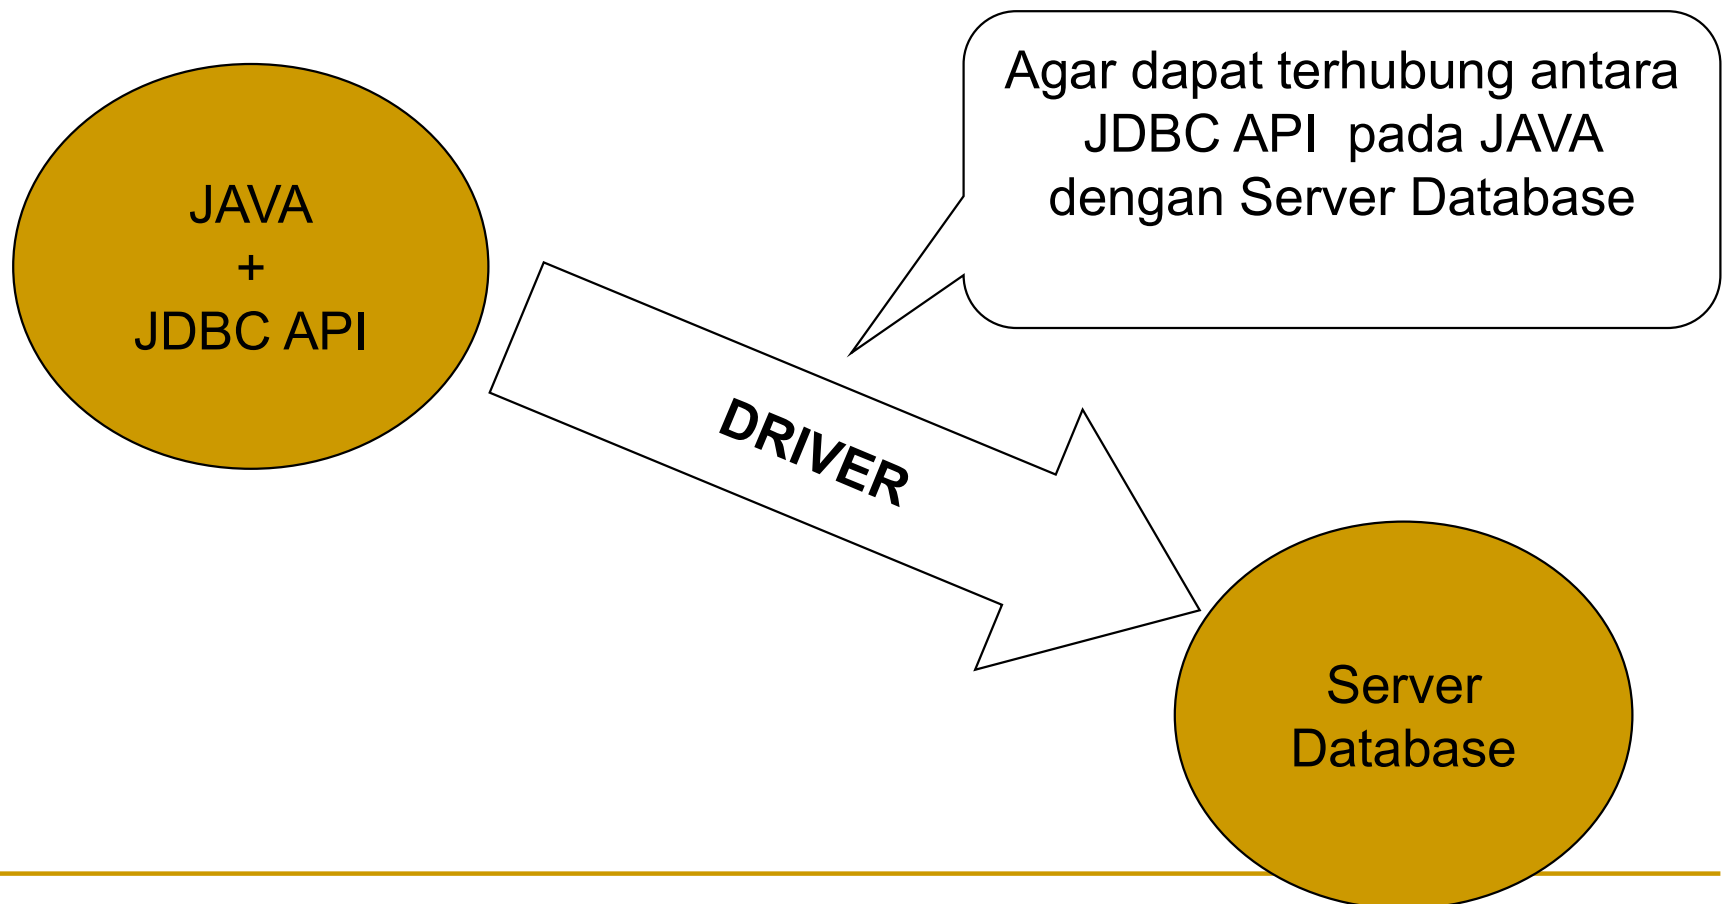 JAVA
+
JDBC API
Agar dapat terhubung antara
JDBC API  pada JAVA
dengan Server Database
DRIVER
Server
Database